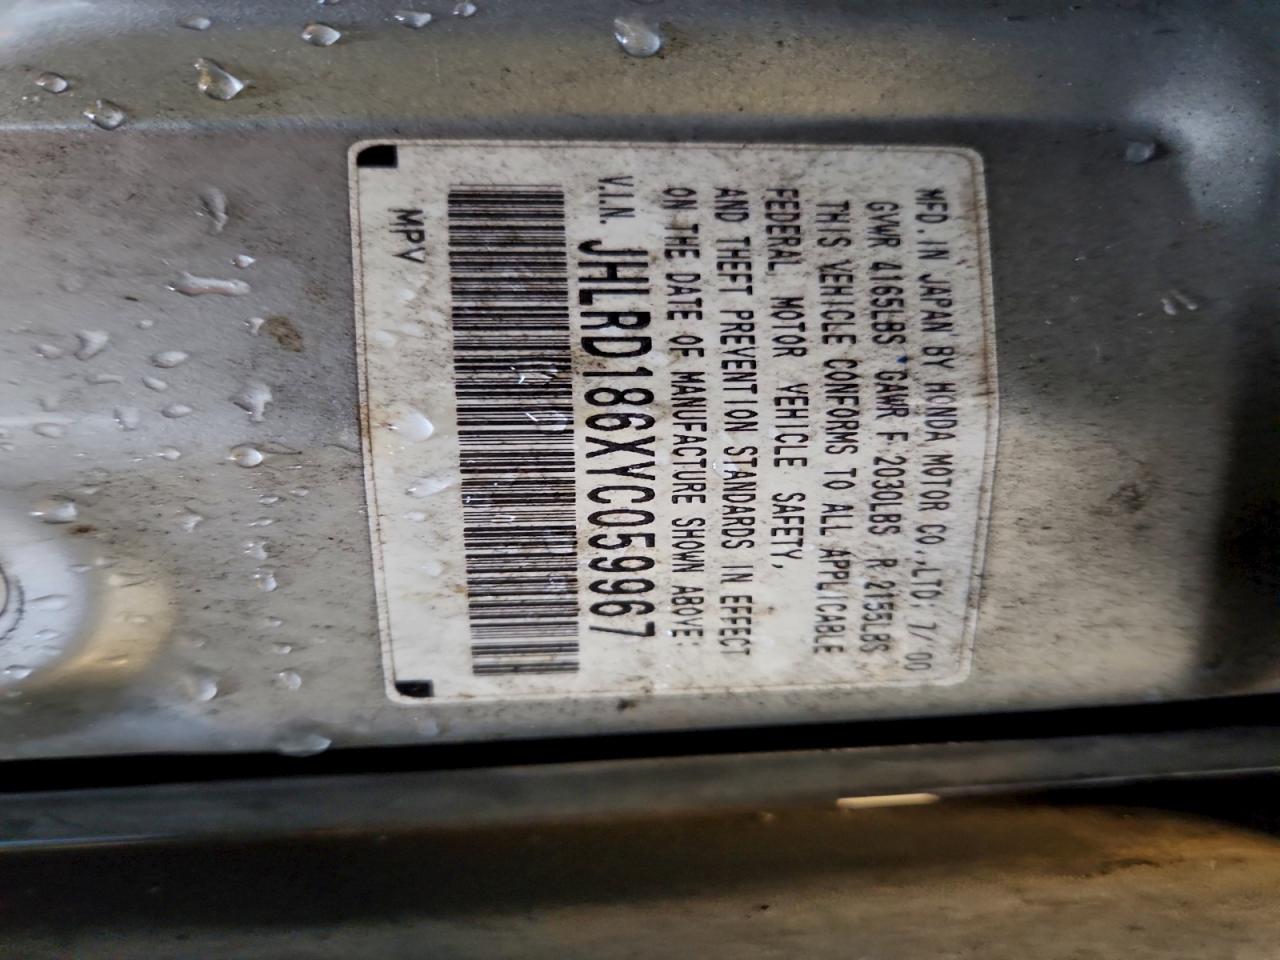 MFD. IN JAPAN BY HONDA MOTOR CO.,LTD; 7/00
GVWR 4165LBS GAWR F 2030LBS R 2155LBS
THIS VEHICLE CONFORMS TO ALL APPLICABLE
FEDERAL MOTOR VEHICLE SAFETY,
AND THEFT PREVENTION STANDARDS IN EFFECT
ON THE DATE OF MANUFACTURE SHOWN ABOVE;
V.I.N. JHLRD186XYC059967
MPV